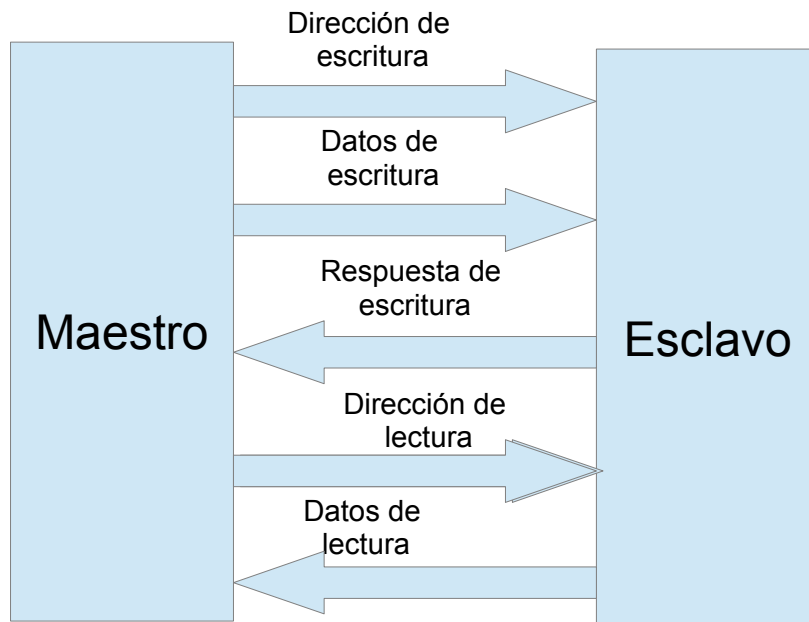 Dirección de
escritura
Datos de
escritura
Respuesta de
escritura
Maestro
Esclavo
Dirección de
lectura
Datos de
lectura